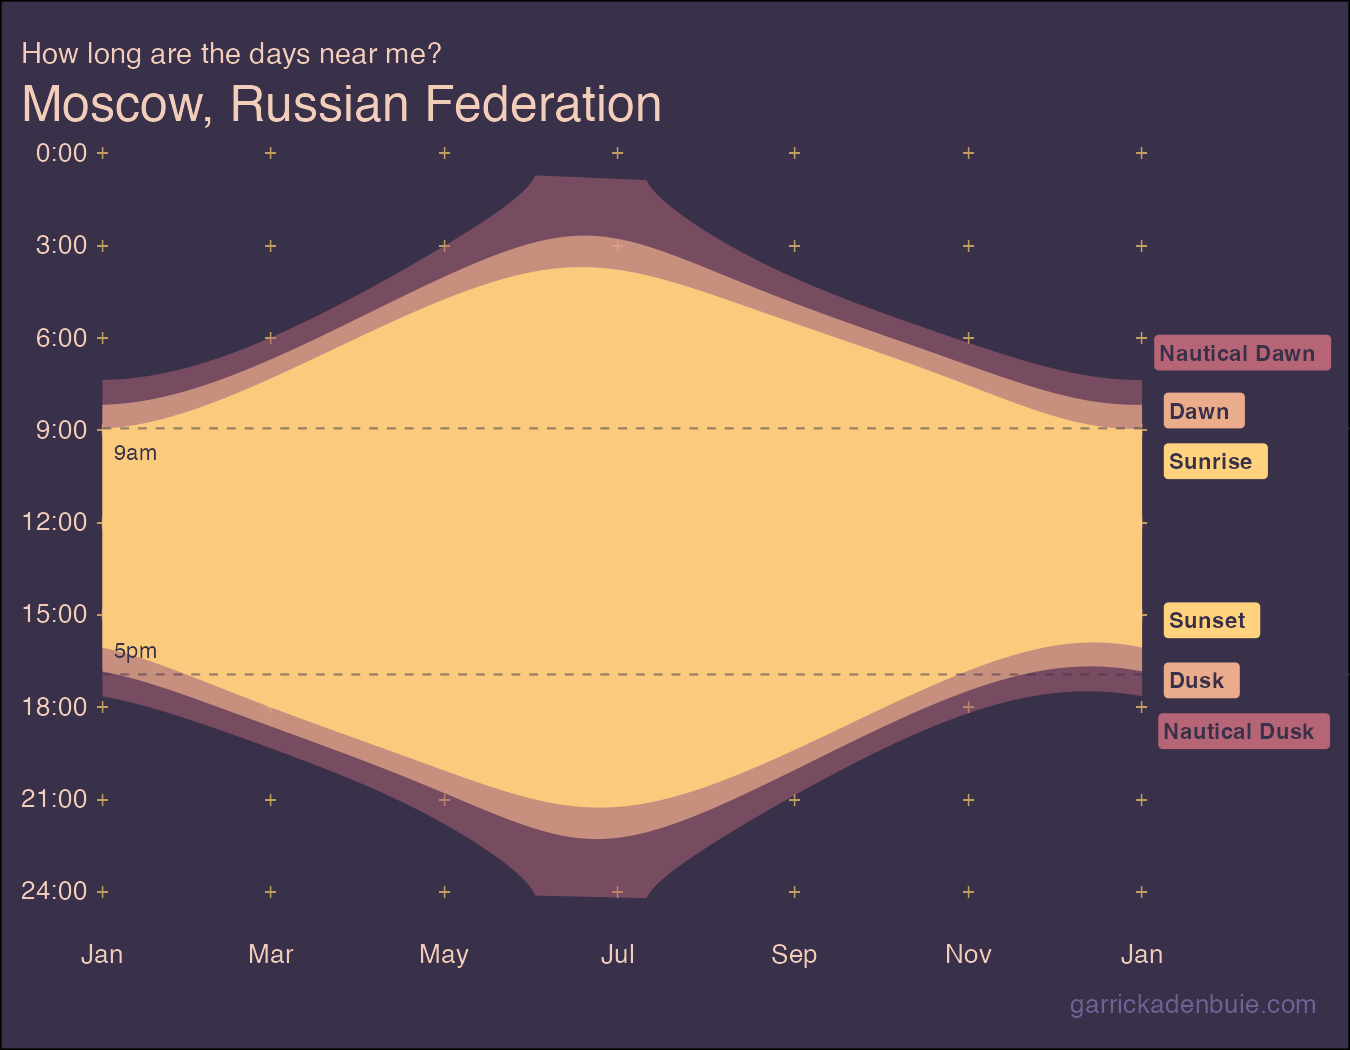 How long are the days near me?
Moscow, Russian Federation
0:00
3:00
6:00
Nautical Dawn
Dawn
9:00
9am
Sunrise
12:00
15:00
Sunset
5pm
Dusk
18:00
Nautical Dusk
21:00
24:00
Jan Mar May Jul Sep Nov Jan
garrickadenbuie.com